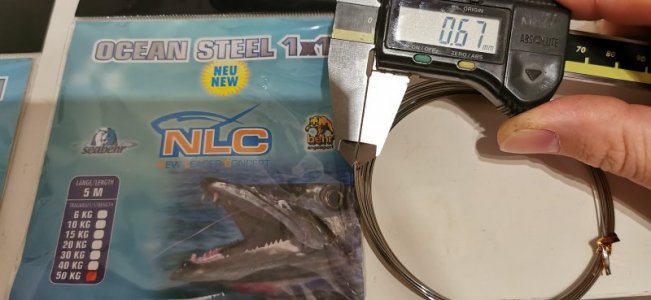 OCEAN STEEL 1x1
NEU
NEW
seabehr
NLC
NEW LEADER CONCEPT
behr
LÄNGE/LENGTH
5 M
TRAGKRAFT/STRENGTH
6 KG
10 KG
15 KG
20 KG
30 KG
40 KG
50 KG
0.67 mm
ORIGIN
ON/OFF
ZERO/ABS
ABSOLUTE
0
70
80